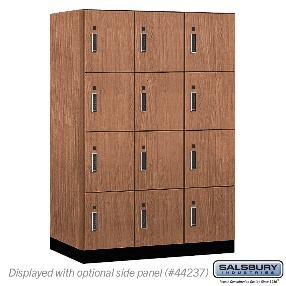 Displayed with optional side panel (#44237)
SALSBURY
INDUSTRIES